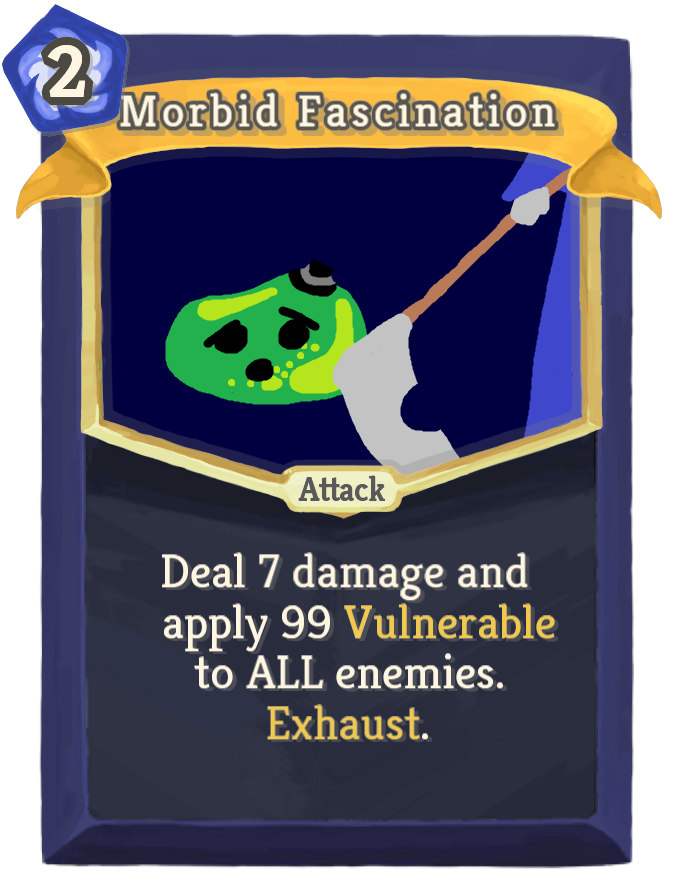 2
Morbid Fascination
Attack
Deal 7 damage and
apply 99 Vulnerable
to ALL enemies.
Exhaust.